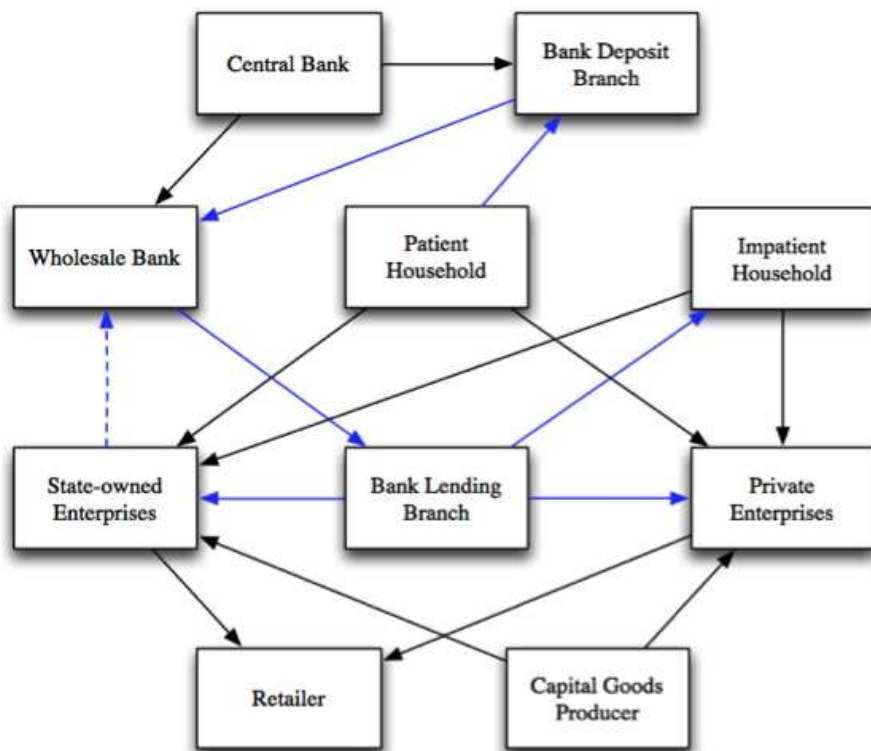 Central Bank
Bank Deposit
Branch
Wholesale Bank
Patient
Household
Impatient
Household
State-owned
Enterprises
Bank Lending
Branch
Private
Enterprises
Retailer
Capital Goods
Producer